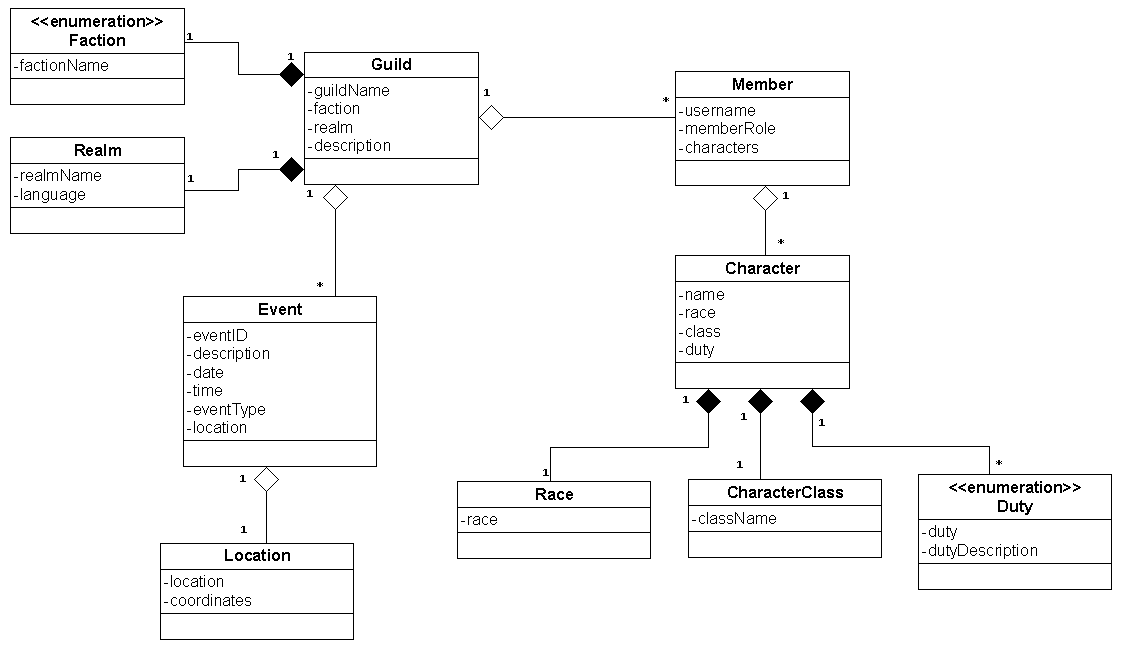 <<enumeration>>
Faction
-factionName
1
1
Guild
-guildName
-faction
-realm
-description
1
*
Member
-username
-memberRole
-characters
Realm
-realmName
-language
1
1
1
*
1
*
Event
-eventID
-description
-date
-time
-eventType
-location
Character
-name
-race
-class
-duty
1
1
1
1
1
*
1
1
Race
-race
CharacterClass
-className
<<enumeration>>
Duty
-duty
-dutyDescription
Location
-location
-coordinates